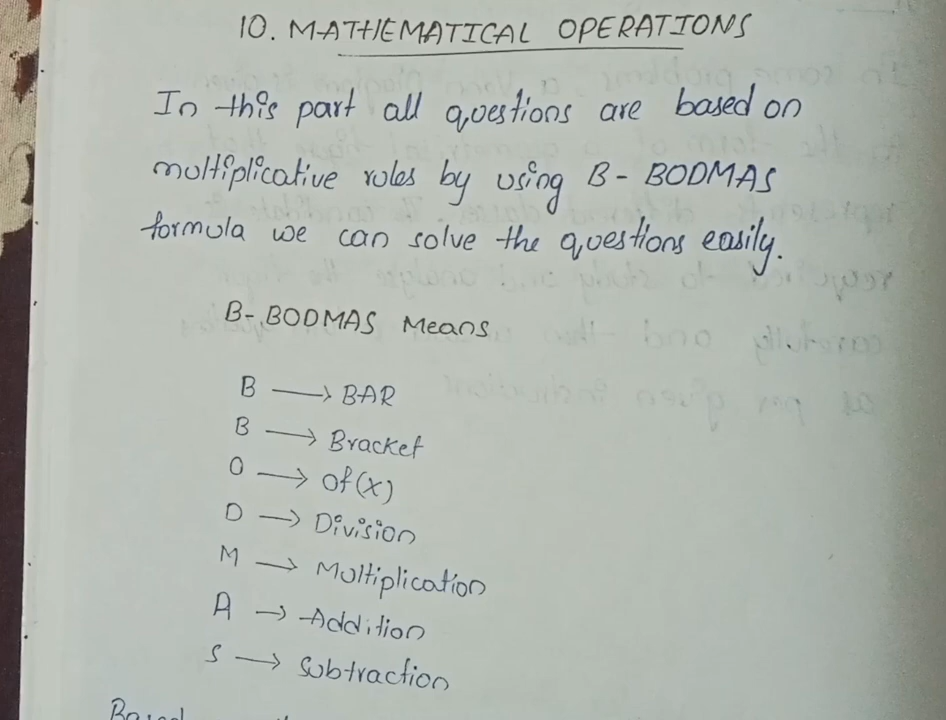 10. MATHEMATICAL OPERATIONS
In this part all questions are based on
multiplicative rules by using B- BODMAS
formula we can solve the questions easily.
B- BODMAS Means
B → BAR
B → Bracket
O → of(x)
D → Division
M → Multiplication
A → Addition
S → Subtraction
Based